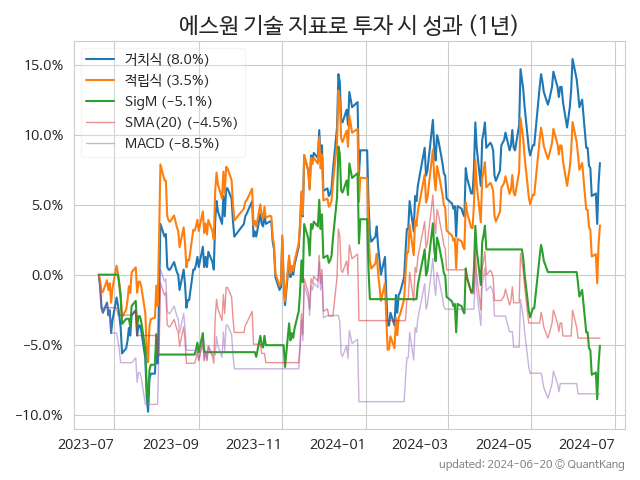 에스원 기술 지표로 투자 시 성과 (1년)
거치식 (8.0%)
적립식 (3.5%)
SigM (−5.1%)
SMA(20) (−4.5%)
MACD (−8.5%)
15.0%
10.0%
5.0%
0.0%
−5.0%
−10.0%
2023-07 2023-09 2023-11 2024-01 2024-03 2024-05 2024-07
updated: 2024-06-20 © QuantKang